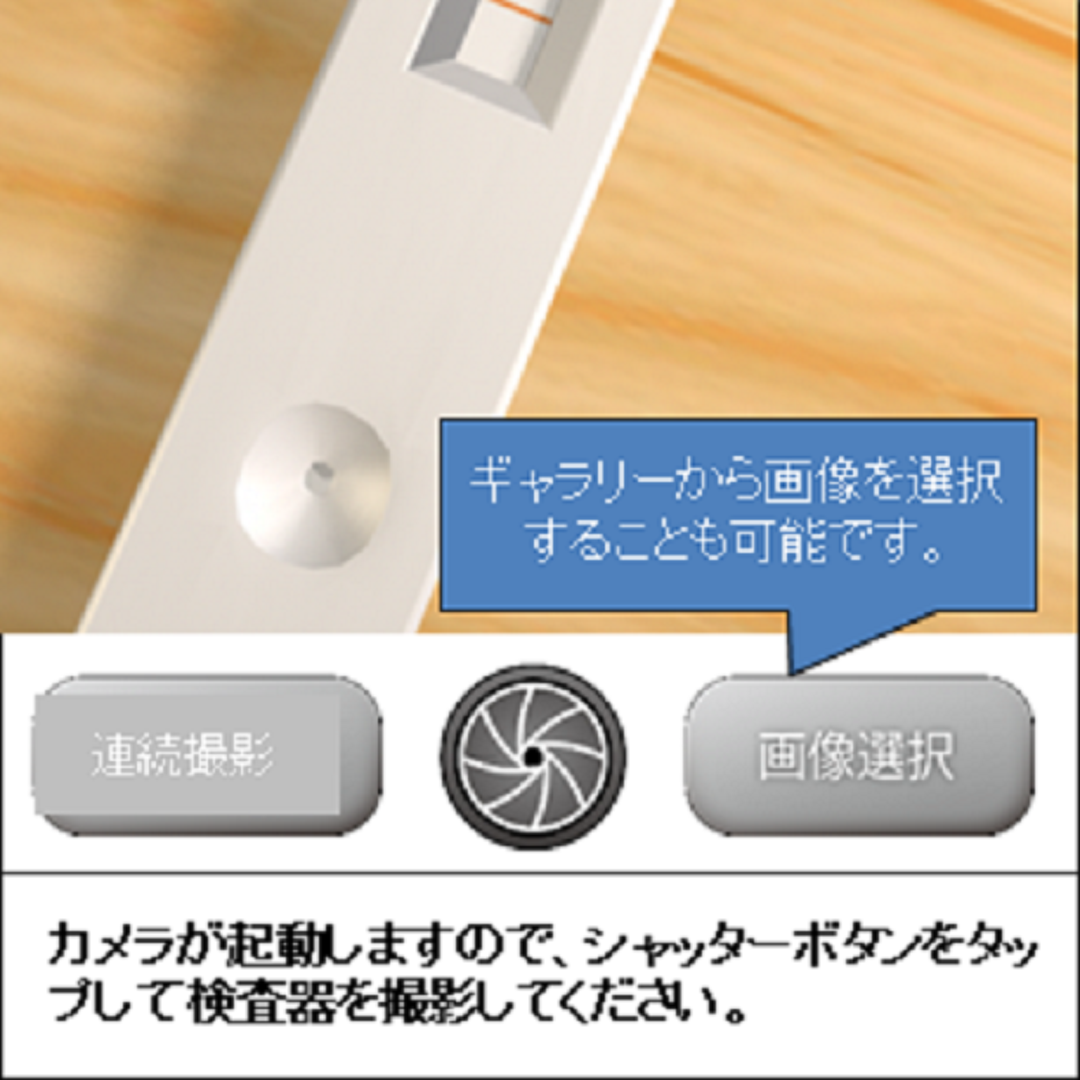 ギャラリーから画像を選択
することも可能です。
連続撮影
画像選択
カメラが起動しますので、シャッターボタンをタッ
プして検査器を撮影してください。